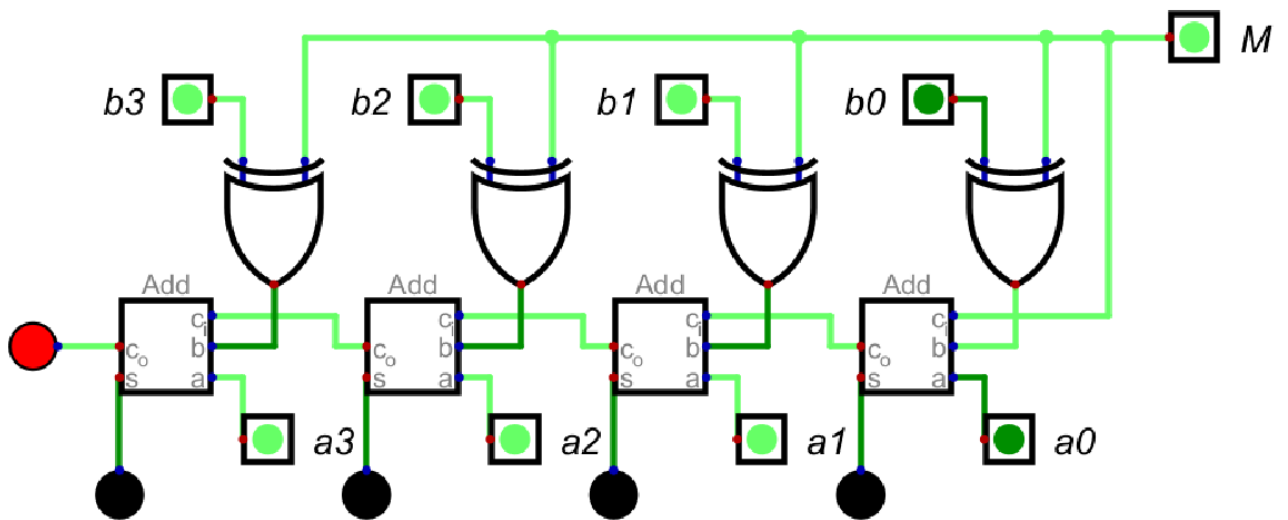 M
b3 b2 b1 b0
Add Add Add Add
ci ci ci ci
co b co b co b co b
s a s a s a s a
a3 a2 a1 a0